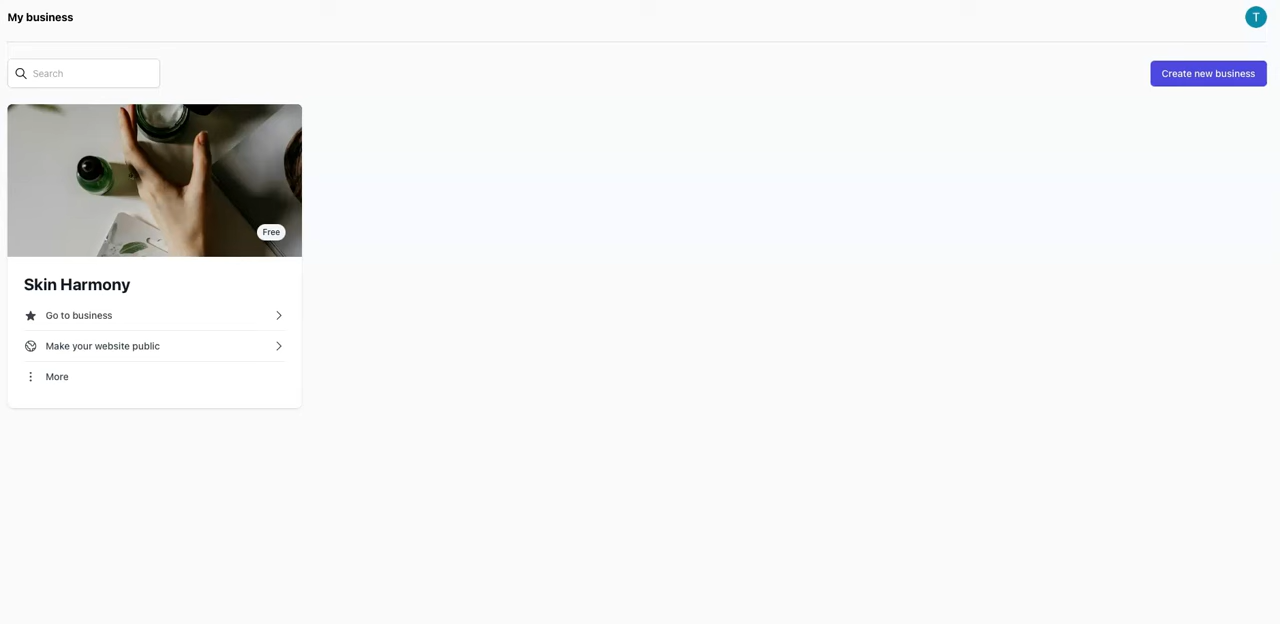 My business
T
Search
Create new business
Free
Skin Harmony
Go to business
Make your website public
More